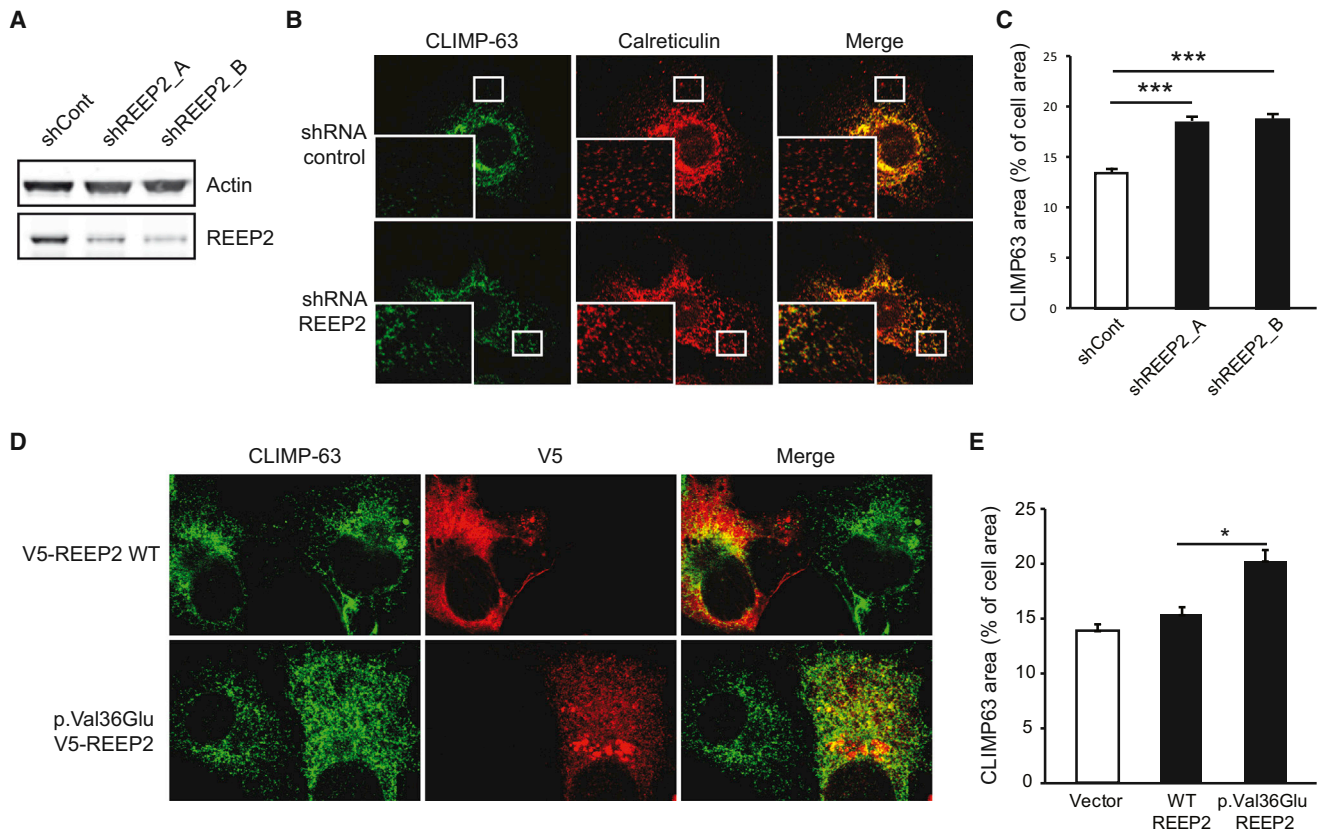 A
shCont
shREEP2_A
shREEP2_B
Actin
REEP2
B
CLIMP-63
Calreticulin
Merge
shRNA
control
shRNA
REEP2
C
CLIMP63 area (% of cell area)
25
20
15
10
5
0
***
***
shCont
shREEP2_A
shREEP2_B
D
CLIMP-63
V5
Merge
V5-REEP2 WT
p.Val36Glu
V5-REEP2
E
CLIMP63 area (% of cell area)
25
20
15
10
5
0
*
Vector
WT
REEP2
p.Val36Glu
REEP2